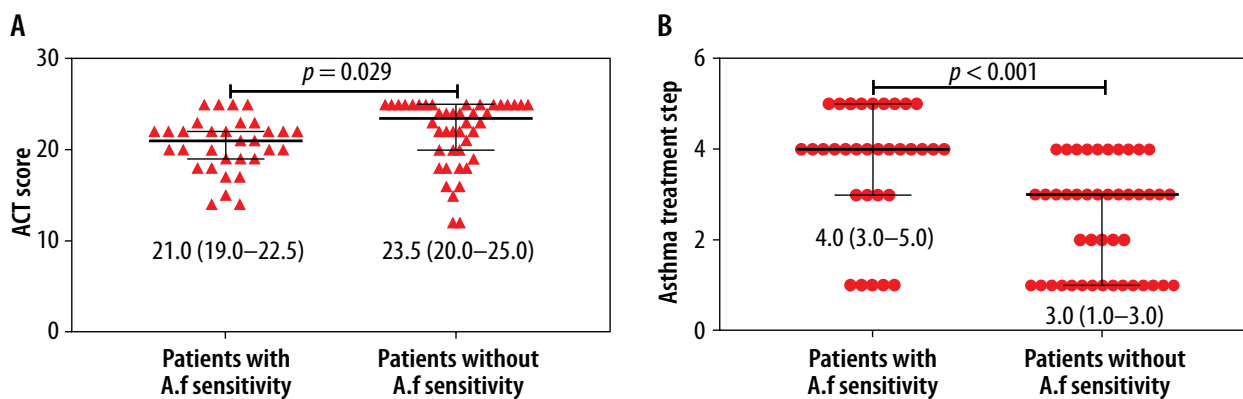 A
30
20
10
0
ACT score
p = 0.029
21.0 (19.0–22.5)
23.5 (20.0–25.0)
Patients with
A.f sensitivity
Patients without
A.f sensitivity
B
6
4
2
0
Asthma treatment step
p < 0.001
4.0 (3.0–5.0)
3.0 (1.0–3.0)
Patients with
A.f sensitivity
Patients without
A.f sensitivity